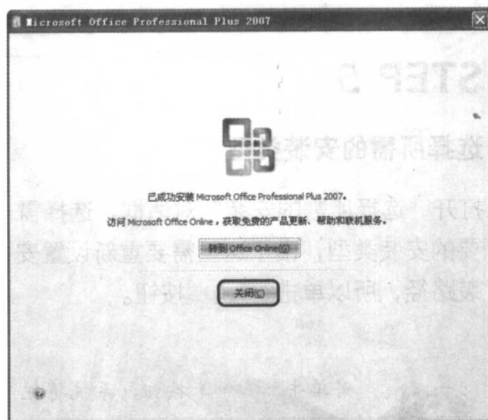 Microsoft Office Professional Plus 2007
已成功安装 Microsoft Office Professional Plus 2007。
访问 Microsoft Office Online，获取免费的产品更新、帮助和联机服务。
转到 Office Online(G)
关闭(C)